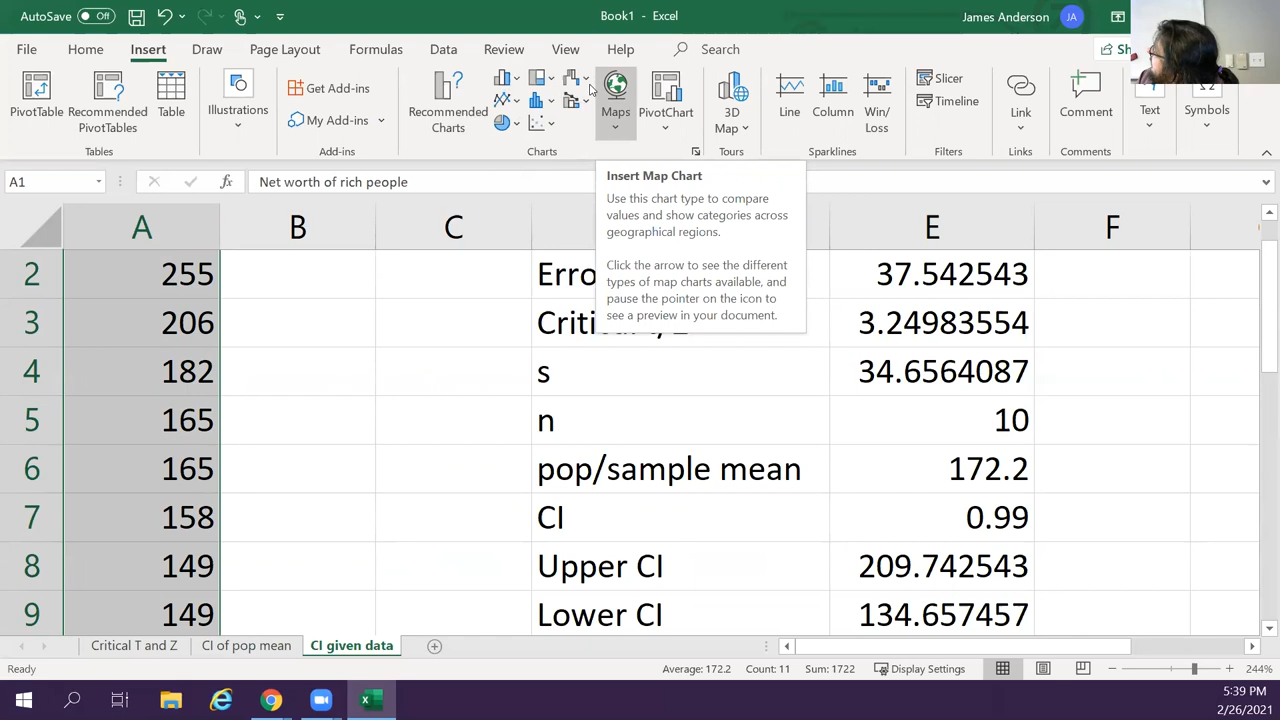 AutoSave Off
Book1 - Excel
James Anderson JA
File Home Insert Draw Page Layout Formulas Data Review View Help Search
PivotTable
Recommended PivotTables
Table
Tables
Illustrations
Get Add-ins
My Add-ins
Add-ins
Recommended Charts
Charts
Maps
PivotChart
3D Map
Tours
Line
Column
Win/Loss
Sparklines
Slicer
Timeline
Filters
Link
Links
Comment
Comments
Text
Symbols
A1
fx
Net worth of rich people
Insert Map Chart
Use this chart type to compare
values and show categories across
geographical regions.
Click the arrow to see the different
types of map charts available, and
pause the pointer on the icon to
see a preview in your document.
A B C E F
2 255 37.542543
3 206 3.24983554
4 182 s 34.6564087
5 165 n 10
6 165 pop/sample mean 172.2
7 158 CI 0.99
8 149 Upper CI 209.742543
9 149 Lower CI 134.657457
Critical T and Z CI of pop mean CI given data
Average: 172.2 Count: 11 Sum: 1722 Display Settings 244%
5:39 PM
2/26/2021